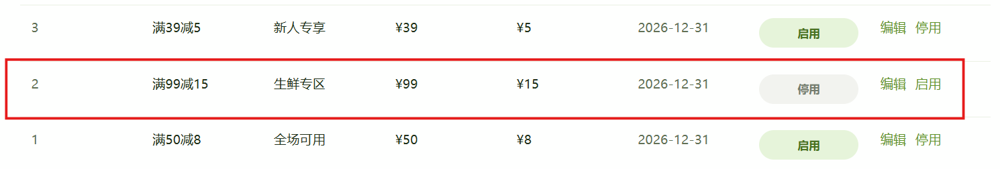 3 满39减5 新人专享 ¥39 ¥5 2026-12-31 启用 编辑 停用
2 满99减15 生鲜专区 ¥99 ¥15 2026-12-31 停用 编辑 启用
1 满50减8 全场可用 ¥50 ¥8 2026-12-31 启用 编辑 停用